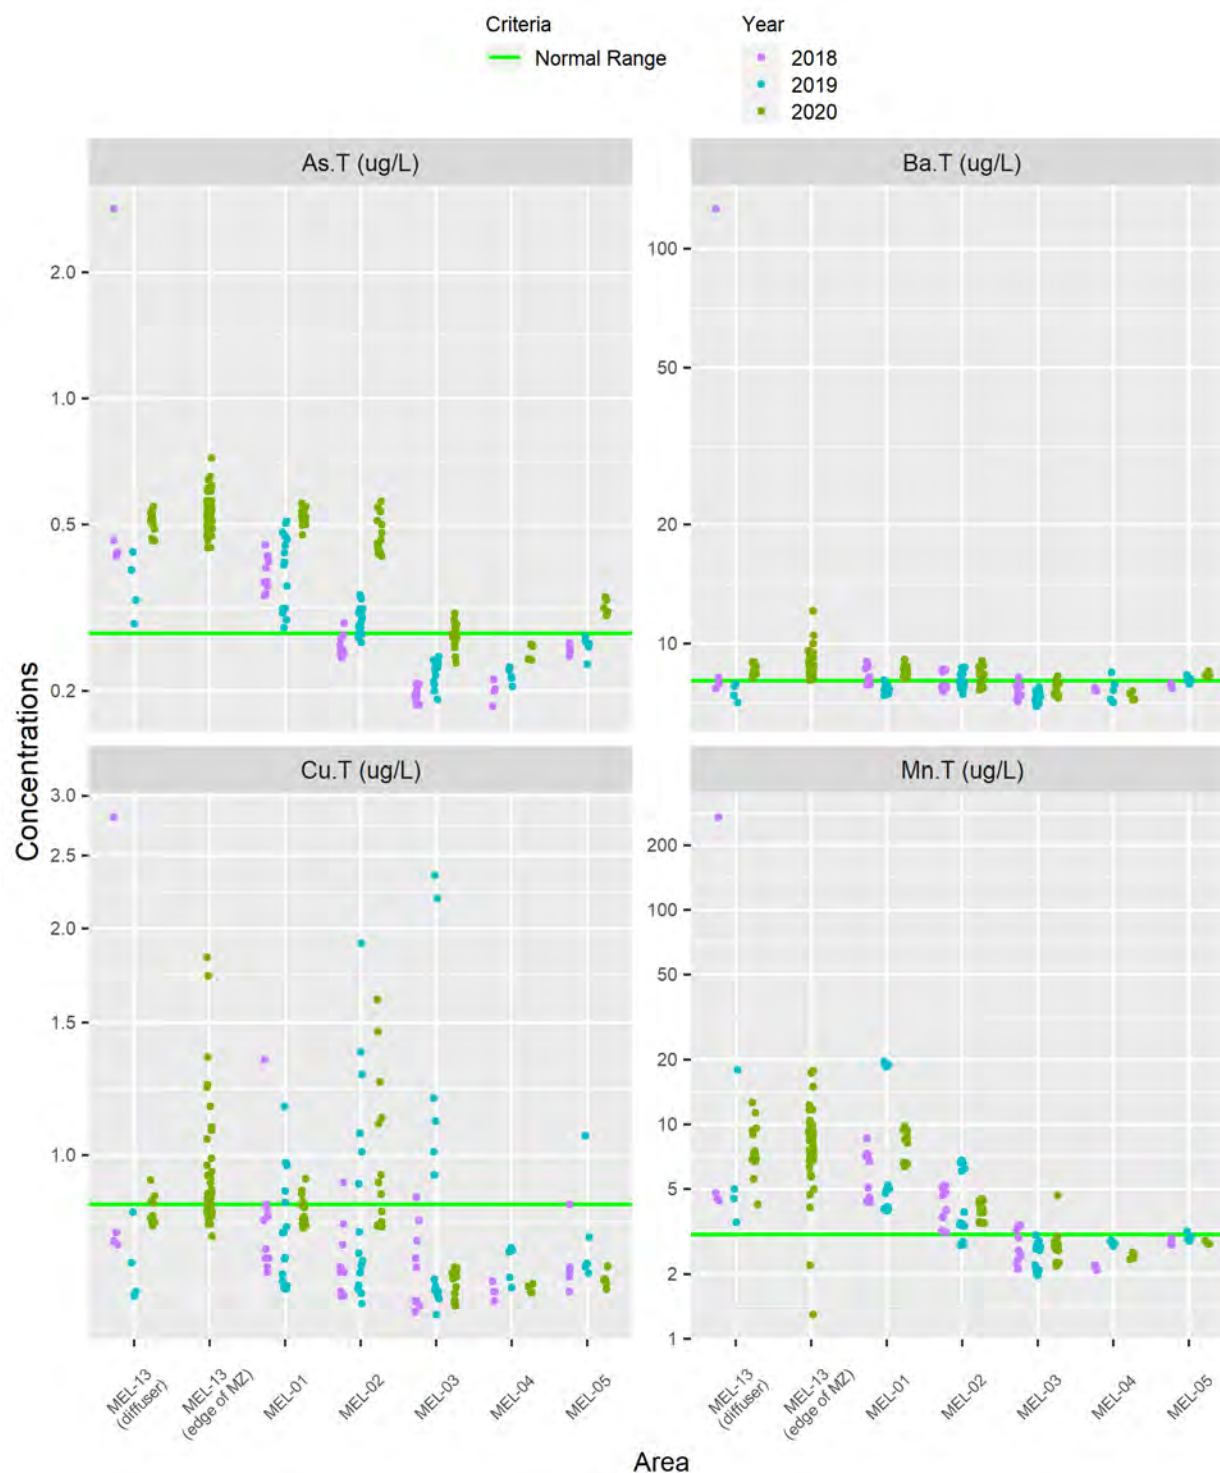 Criteria
Normal Range
Year
2018
2019
2020
As.T (ug/L)
Ba.T (ug/L)
2.0
1.0
0.5
0.2
100
50
20
10
Concentrations
Cu.T (ug/L)
Mn.T (ug/L)
3.0
2.5
2.0
1.5
1.0
200
100
50
20
10
5
2
1
MEL-13
(diffuser)
MEL-13
(edge of MZ)
MEL-01
MEL-02
MEL-03
MEL-04
MEL-05
MEL-13
(diffuser)
MEL-13
(edge of MZ)
MEL-01
MEL-02
MEL-03
MEL-04
MEL-05
Area